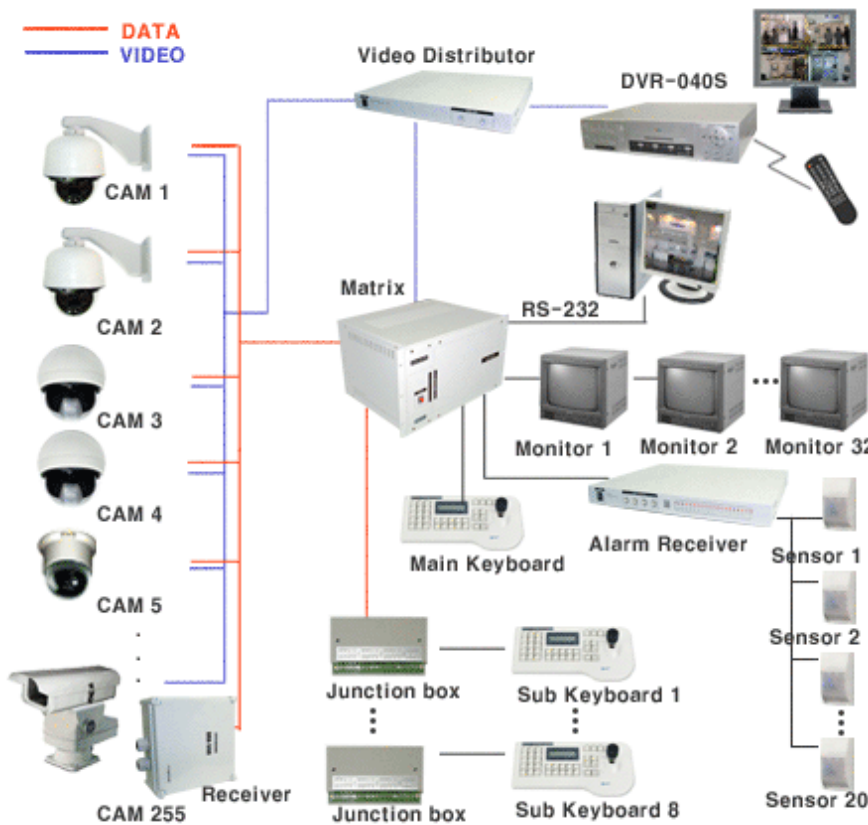 DATA
VIDEO
Video Distributor
DVR-040S
CAM 1
CAM 2
Matrix
RS-232
CAM 3
Monitor 1
Monitor 2
Monitor 32
CAM 4
Main Keyboard
Alarm Receiver
Sensor 1
CAM 5
Sensor 2
Junction box
Sub Keyboard 1
Receiver
CAM 255
Junction box
Sub Keyboard 8
Sensor 20